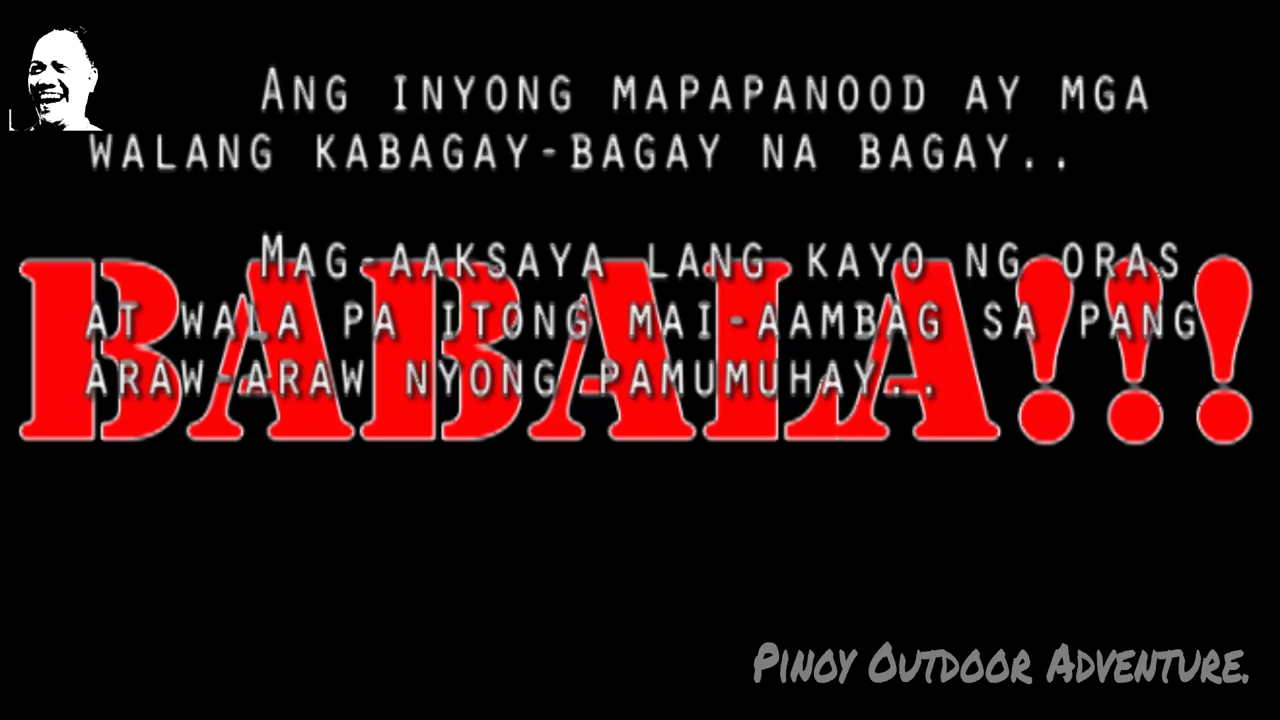 Ang inyong mapapanood ay mga
walang kabagay-bagay na bagay..
Mag-aaksaya lang kayo ng oras
at wala pa itong mai-aambag sa pang
araw-araw nyong pamumuhay..
BABALA!!!
Pinoy Outdoor Adventure.